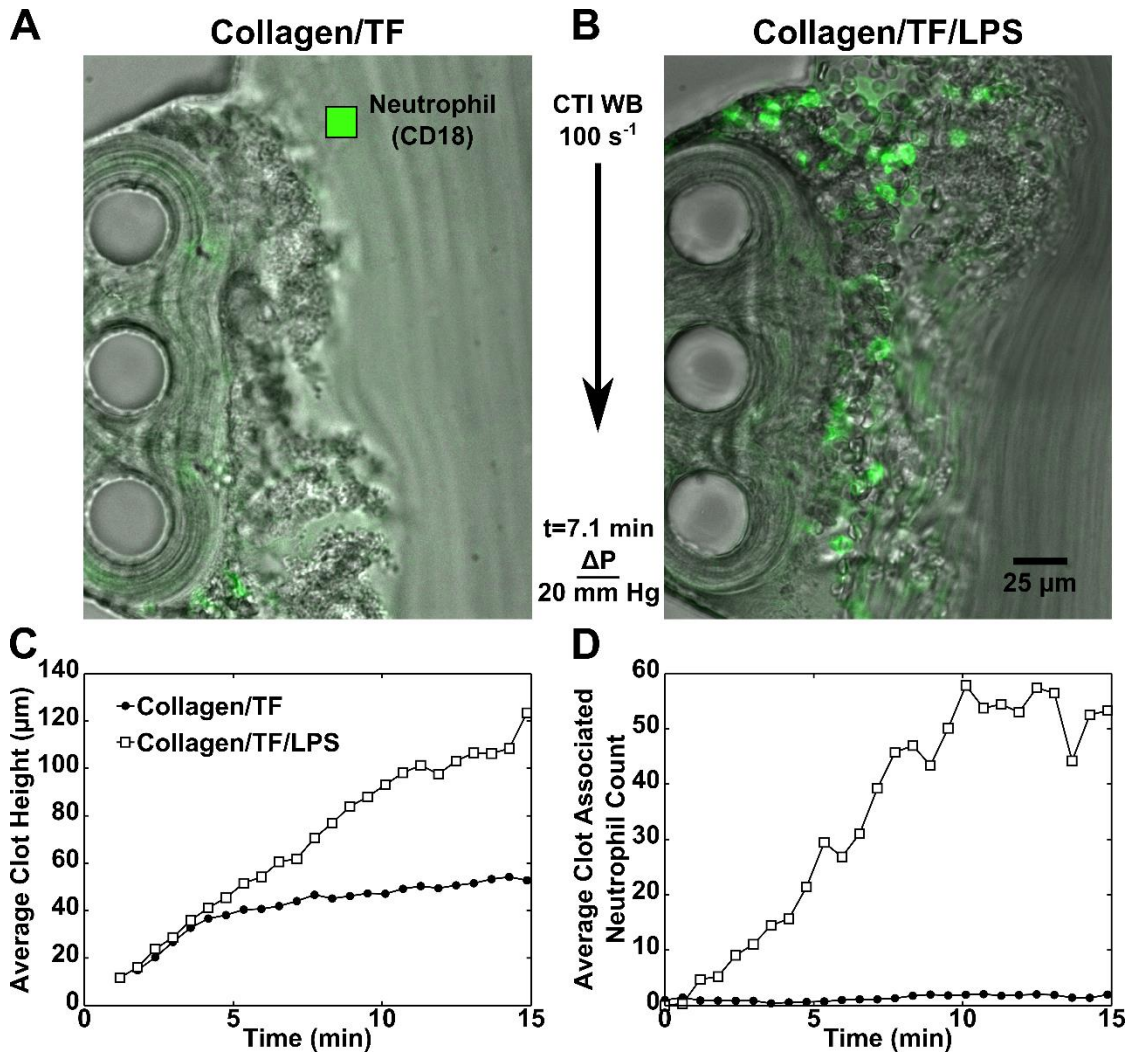 A
Collagen/TF
Neutrophil
(CD18)
CTI WB
100 s⁻¹
t=7.1 min
ΔP
20 mm Hg
B
Collagen/TF/LPS
25 µm
C
Average Clot Height (µm)
140
120
100
80
60
40
20
0
Collagen/TF
Collagen/TF/LPS
0
5
10
15
Time (min)
D
Average Clot Associated
Neutrophil Count
60
50
40
30
20
10
0
0
5
10
15
Time (min)